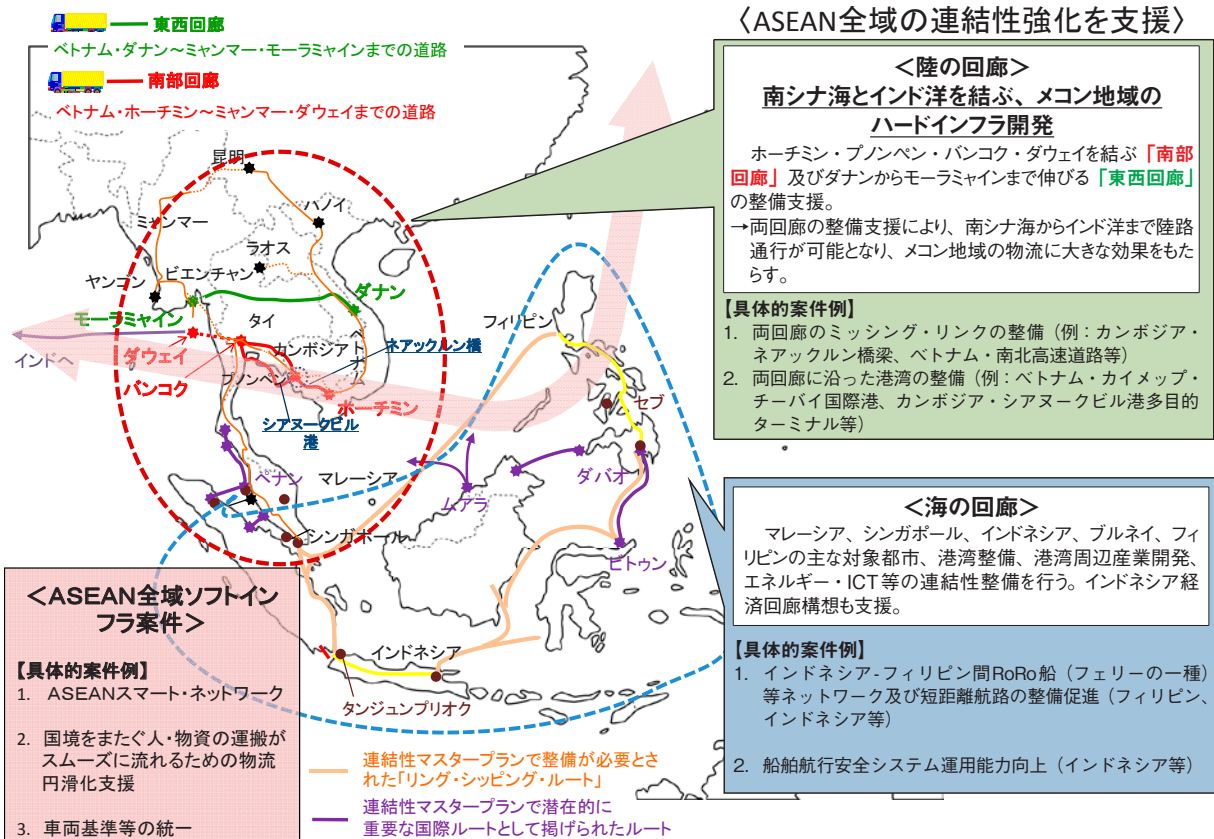 〈ASEAN全域の連結性強化を支援〉
東西回廊
ベトナム・ダナン～ミャンマー・モーラミャインまでの道路
南部回廊
ベトナム・ホーチミン～ミャンマー・ダウェイまでの道路
＜陸の回廊＞
南シナ海とインド洋を結ぶ、メコン地域の
ハードインフラ開発
ホーチミン・プノンペン・バンコク・ダウェイを結ぶ「南部
回廊」及びダナンからモーラミャインまで伸びる「東西回廊」
の整備支援。
→両回廊の整備支援により、南シナ海からインド洋まで陸路
通行が可能となり、メコン地域の物流に大きな効果をもた
らす。
【具体的案件例】
1. 両回廊のミッシング・リンクの整備（例：カンボジア・
ネアックルン橋梁、ベトナム・南北高速道路等）
2. 両回廊に沿った港湾の整備（例：ベトナム・カイメップ・
チーバイ国際港、カンボジア・シアヌークビル港多目的
ターミナル等）
昆明
ハノイ
ミャンマー
ラオス
ビエンチャン
ヤンゴン
ダナン
モーラミャイン
タイ
ベトナム
フィリピン
インドへ
ダウェイ
カンボジア
ネアックルン橋
バンコク
プノンペン
ホーチミン
シアヌークビル
港
セブ
ペナン
マレーシア
ムアラ
ダバオ
シンガポール
ビトゥン
インドネシア
タンジュンプリオク
＜海の回廊＞
マレーシア、シンガポール、インドネシア、ブルネイ、フィ
リピンの主な対象都市、港湾整備、港湾周辺産業開発、
エネルギー・ICT等の連結性整備を行う。インドネシア経
済回廊構想も支援。
【具体的案件例】
1. インドネシア-フィリピン間RoRo船（フェリーの一種）
等ネットワーク及び短距離航路の整備促進（フィリピン、
インドネシア等）
2. 船舶航行安全システム運用能力向上（インドネシア等）
＜ASEAN全域ソフトイン
フラ案件＞
【具体的案件例】
1. ASEANスマート・ネットワーク
2. 国境をまたぐ人・物資の運搬が
スムーズに流れるための物流
円滑化支援
3. 車両基準等の統一
連結性マスタープランで整備が必要とさ
れた「リング・シッピング・ルート」
連結性マスタープランで潜在的に
重要な国際ルートとして掲げられたルート